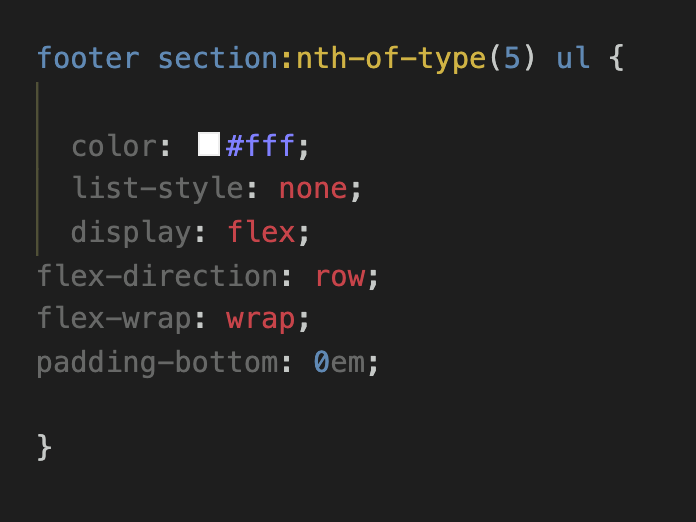 footer section:nth-of-type(5) ul {
color: #fff;
list-style: none;
display: flex;
flex-direction: row;
flex-wrap: wrap;
padding-bottom: 0em;
}